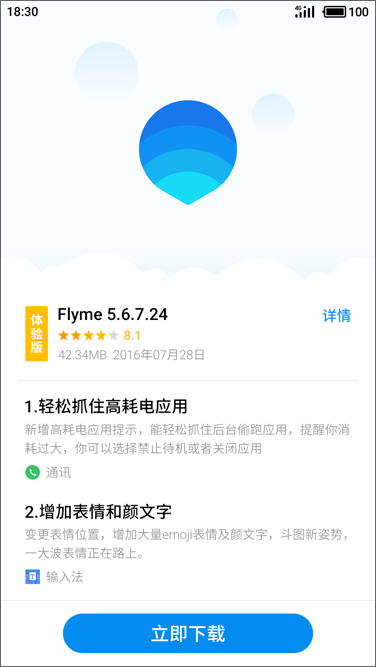 18:30
4G
100
体验版
Flyme 5.6.7.24
详情
8.1
42.34MB 2016年07月28日
1.轻松抓住高耗电应用
新增高耗电应用提示，能轻松抓住后台偷跑应用，提醒你消
耗过大，你可以选择禁止待机或者关闭应用
通讯
2.增加表情和颜文字
变更表情位置，增加大量emoji表情及颜文字，斗图新姿势，
一大波表情正在路上。
输入法
立即下载